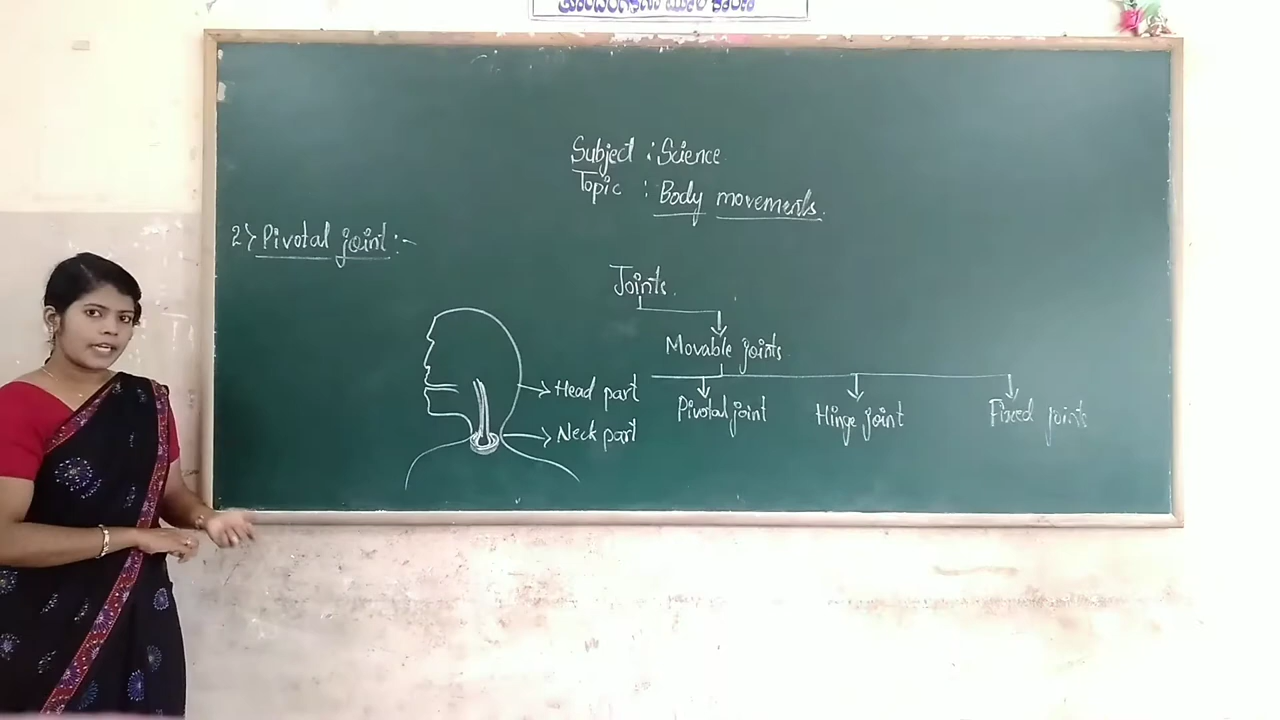 Subject : Science
Topic : Body movements.
2) Pivotal joint :-
Joints.
Movable joints
Head part
Neck part
Pivotal joint
Hinge joint
Fixed joints